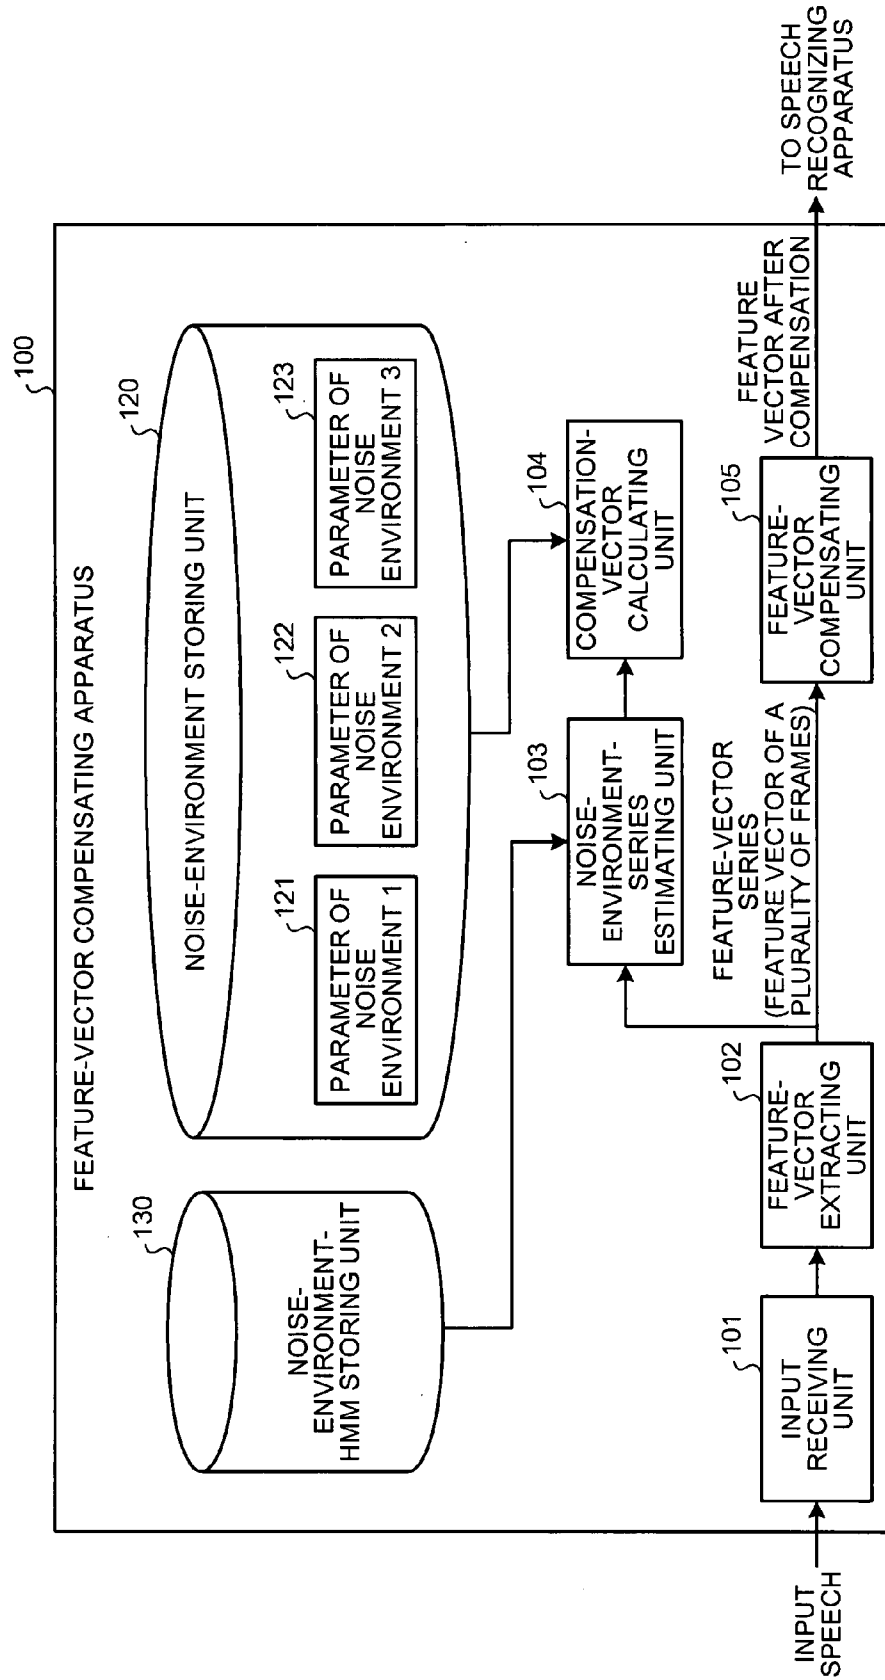 100
FEATURE-VECTOR COMPENSATING APPARATUS
130
NOISE-
ENVIRONMENT-
HMM STORING UNIT
120
NOISE-ENVIRONMENT STORING UNIT
121
PARAMETER OF
NOISE
ENVIRONMENT 1
122
PARAMETER OF
NOISE
ENVIRONMENT 2
123
PARAMETER OF
NOISE
ENVIRONMENT 3
103
NOISE-
ENVIRONMENT-
SERIES
ESTIMATING UNIT
104
COMPENSATION-
VECTOR
CALCULATING
UNIT
INPUT
SPEECH
101
INPUT
RECEIVING
UNIT
102
FEATURE-
VECTOR
EXTRACTING
UNIT
FEATURE-VECTOR
SERIES
(FEATURE VECTOR OF A
PLURALITY OF FRAMES)
105
FEATURE-
VECTOR
COMPENSATING
UNIT
FEATURE
VECTOR AFTER
COMPENSATION
TO SPEECH
RECOGNIZING
APPARATUS